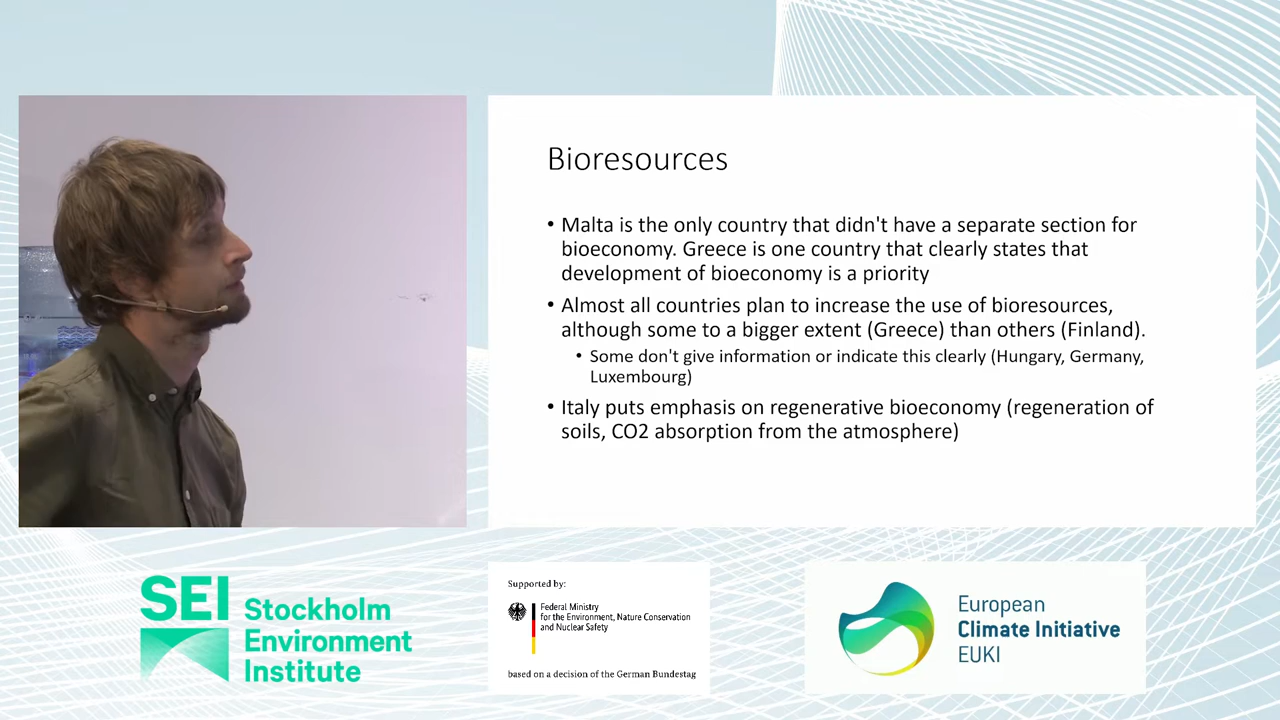 Bioresources
• Malta is the only country that didn't have a separate section for
bioeconomy. Greece is one country that clearly states that
development of bioeconomy is a priority
• Almost all countries plan to increase the use of bioresources,
although some to a bigger extent (Greece) than others (Finland).
• Some don't give information or indicate this clearly (Hungary, Germany,
Luxembourg)
• Italy puts emphasis on regenerative bioeconomy (regeneration of
soils, CO2 absorption from the atmosphere)
SEI Stockholm
Environment
Institute
Supported by:
Federal Ministry
for the Environment, Nature Conservation
and Nuclear Safety
based on a decision of the German Bundestag
European
Climate Initiative
EUKI